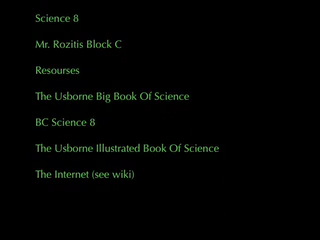 Science 8
Mr. Rozitis Block C
Resourses
The Usborne Big Book Of Science
BC Science 8
The Usborne Illustrated Book Of Science
The Internet (see wiki)